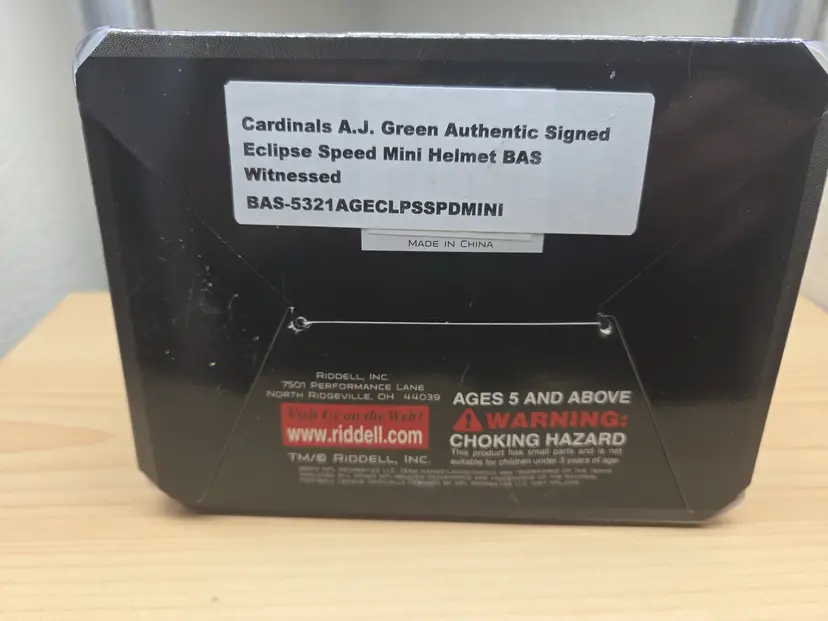 Cardinals A.J. Green Authentic Signed
Eclipse Speed Mini Helmet BAS
Witnessed
BAS-5321AGECLPSSPDMINI
MADE IN CHINA
RIDDELL, INC.
7501 PERFORMANCE LANE
NORTH RIDGEVILLE, OH 44039
Visit Us on the Web!
www.riddell.com
TM/© RIDDELL, INC.
AGES 5 AND ABOVE
WARNING:
CHOKING HAZARD
This product has small parts and is not
suitable for children under 3 years of age.